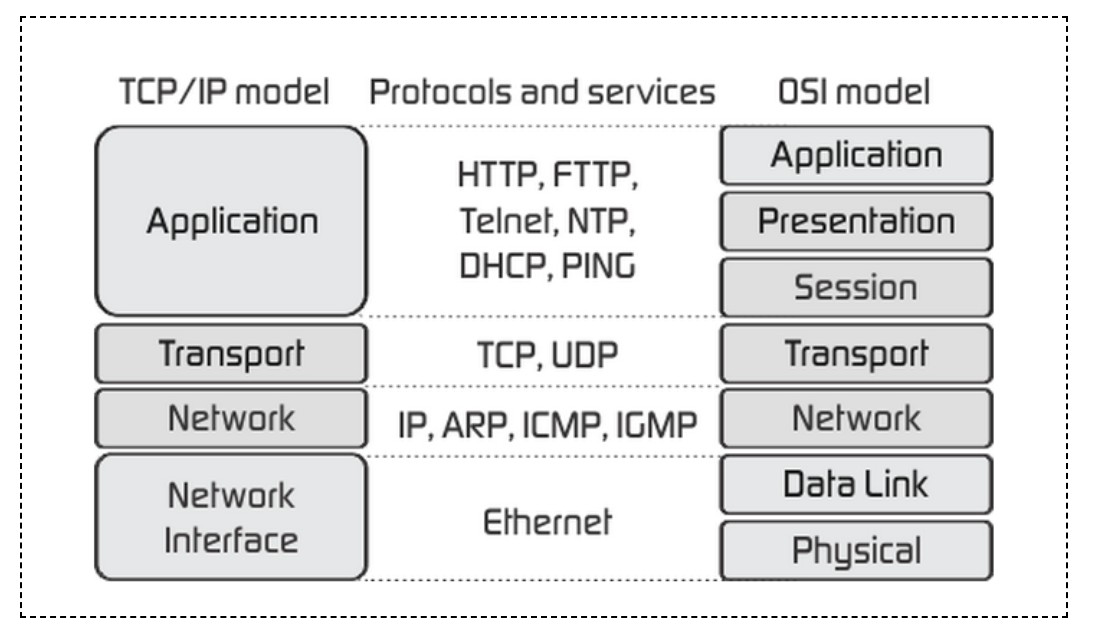 TCP/IP model
Protocols and services
OSI model
Application
HTTP, FTTP,
Telnet, NTP,
DHCP, PING
Application
Presentation
Session
Transport
TCP, UDP
Transport
Network
IP, ARP, ICMP, IGMP
Network
Network
Interface
Ethernet
Data Link
Physical